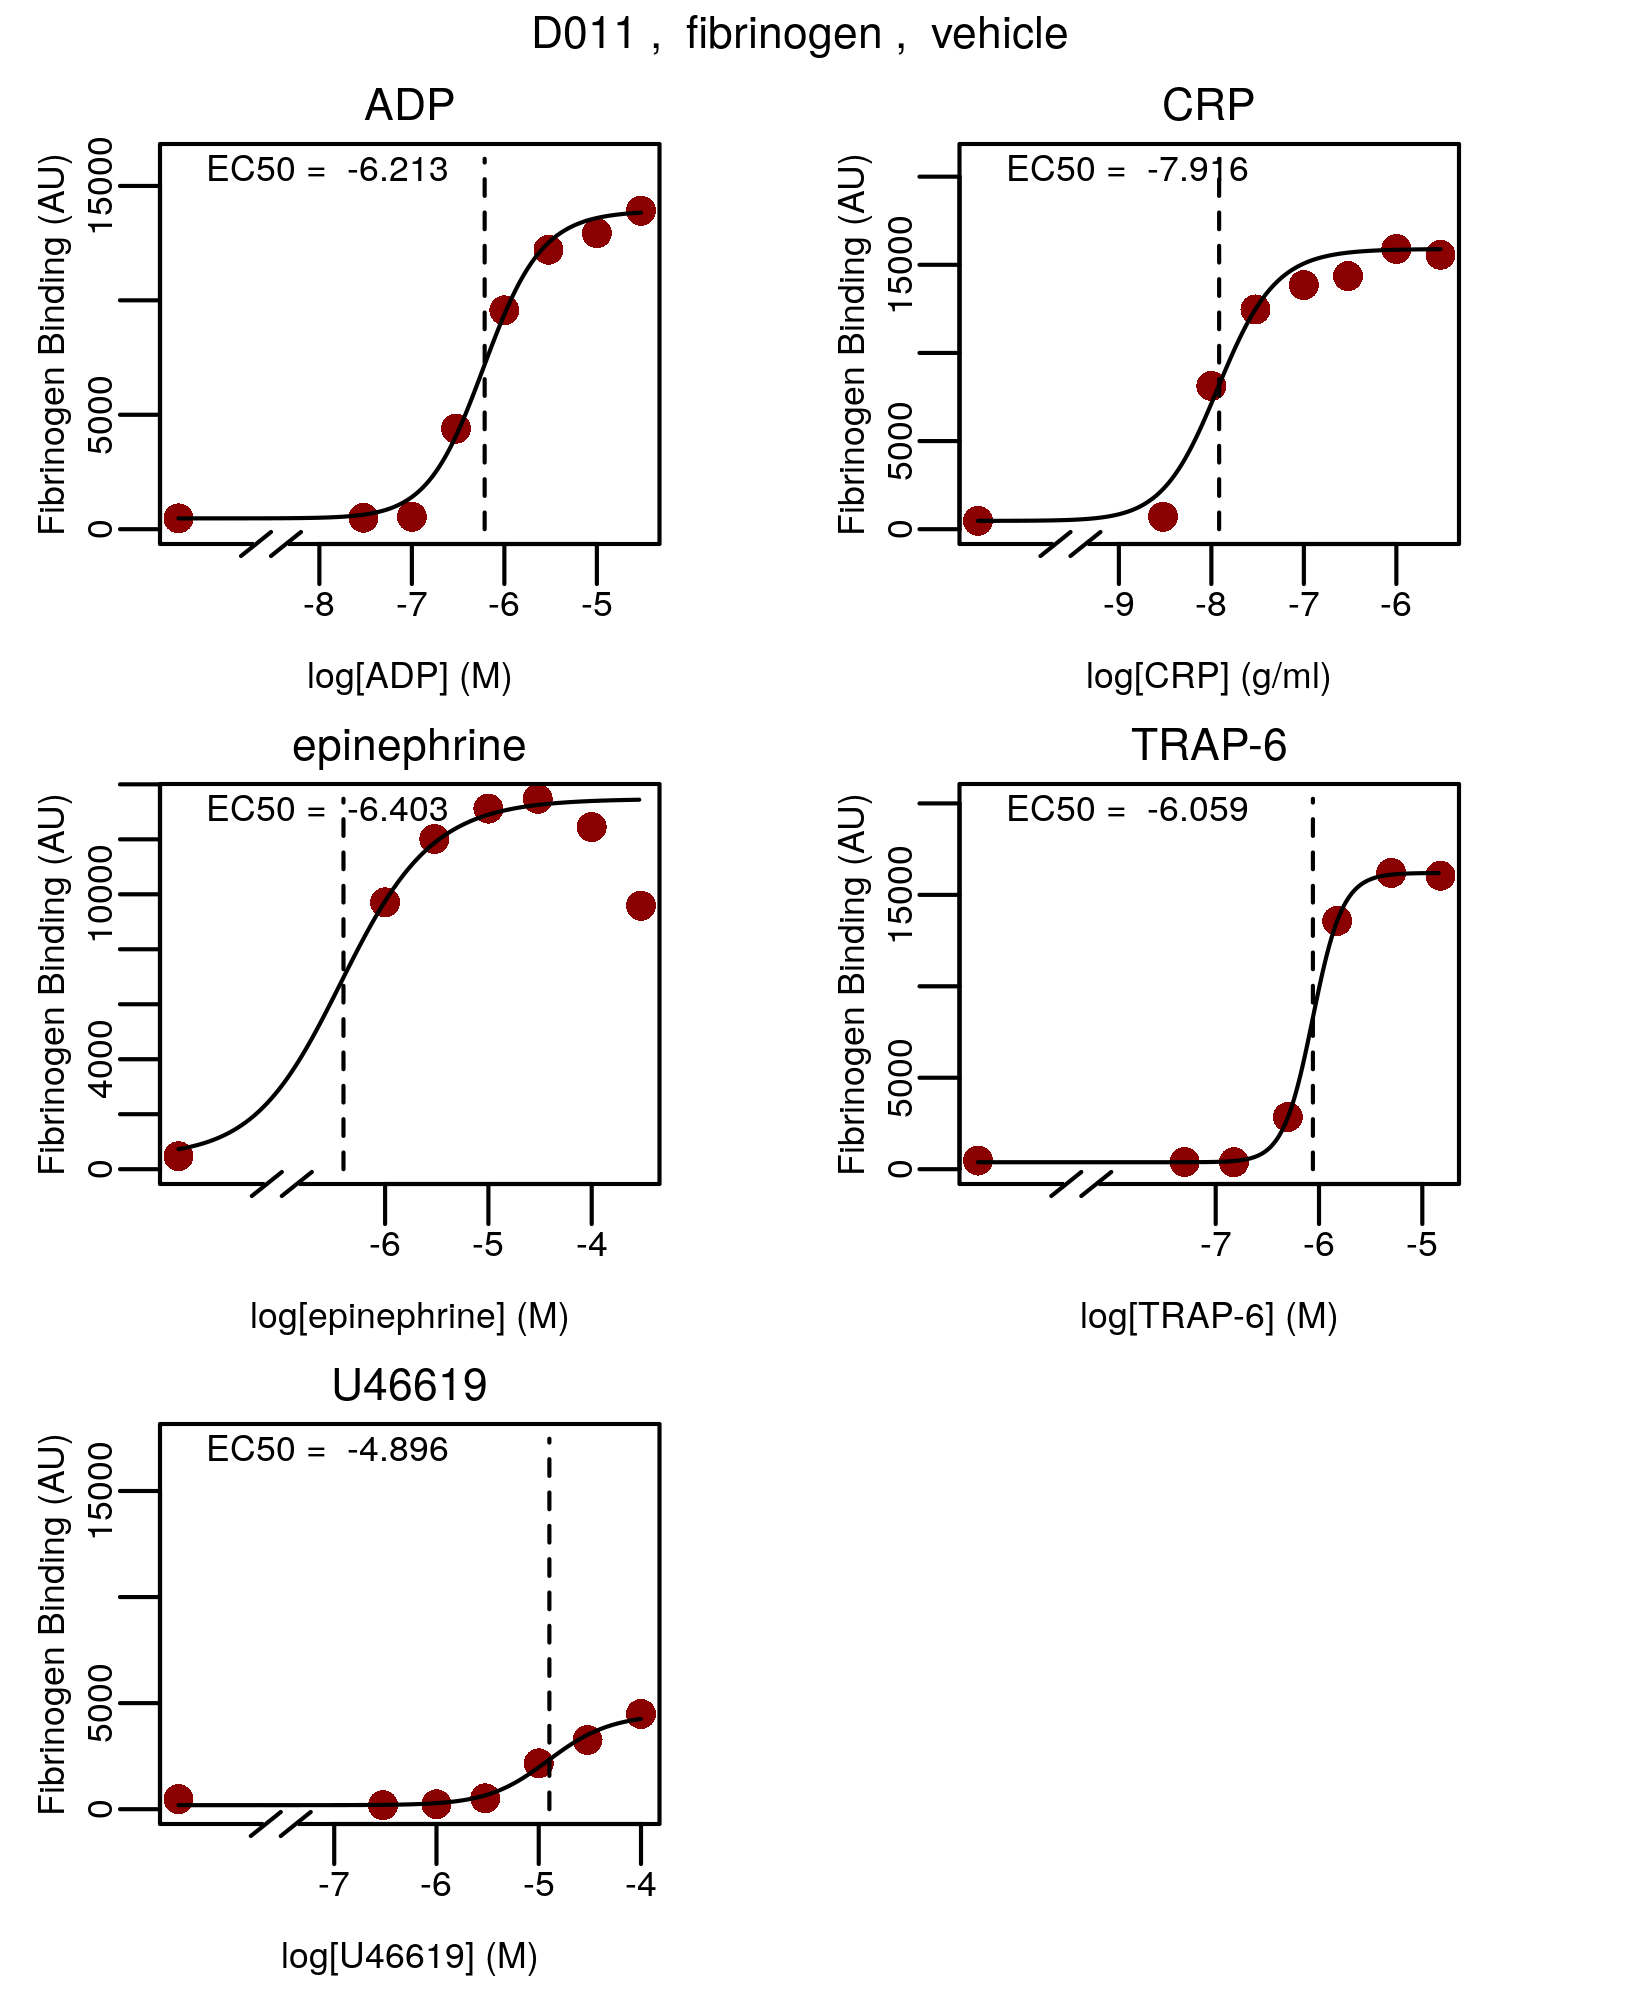 D011 , fibrinogen , vehicle
ADP
EC50 = -6.213
Fibrinogen Binding (AU)
0 5000 15000
-8 -7 -6 -5
log[ADP] (M)
CRP
EC50 = -7.916
Fibrinogen Binding (AU)
0 5000 15000
-9 -8 -7 -6
log[CRP] (g/ml)
epinephrine
EC50 = -6.403
Fibrinogen Binding (AU)
0 4000 10000
-6 -5 -4
log[epinephrine] (M)
TRAP-6
EC50 = -6.059
Fibrinogen Binding (AU)
0 5000 15000
-7 -6 -5
log[TRAP-6] (M)
U46619
EC50 = -4.896
Fibrinogen Binding (AU)
0 5000 15000
-7 -6 -5 -4
log[U46619] (M)